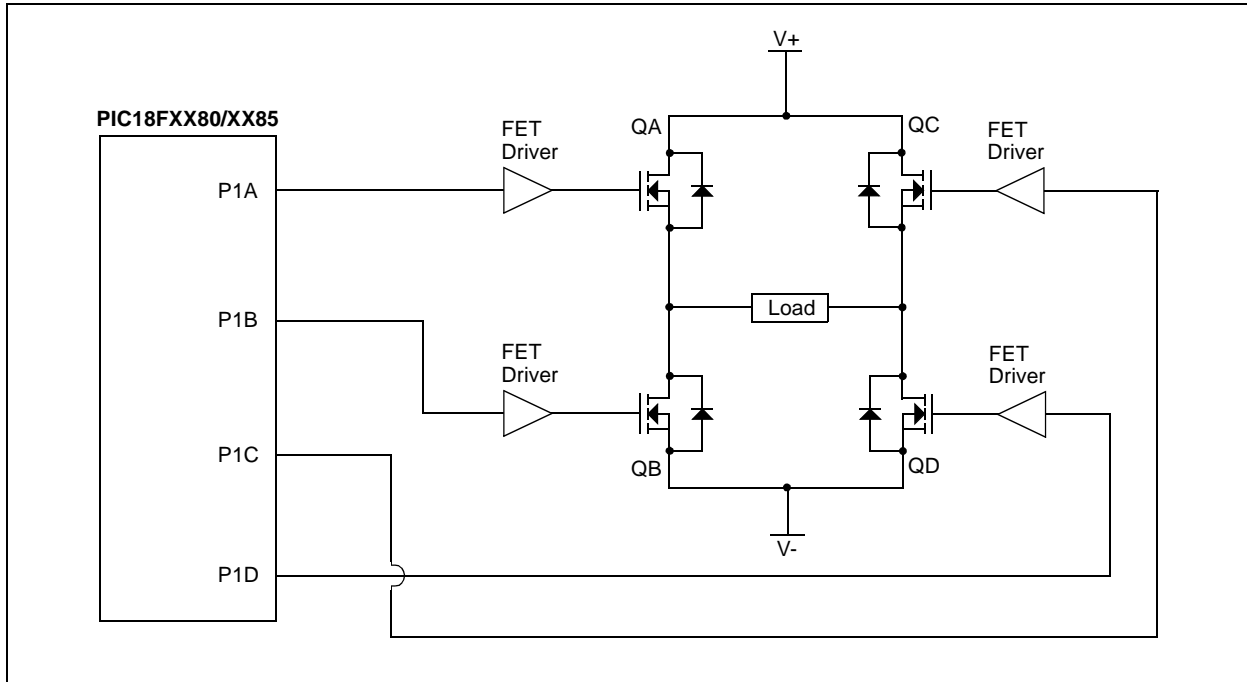 V+
PIC18FXX80/XX85
FET
Driver
QA
QC
FET
Driver
P1A
P1B
Load
FET
Driver
FET
Driver
P1C
QB
QD
V-
P1D